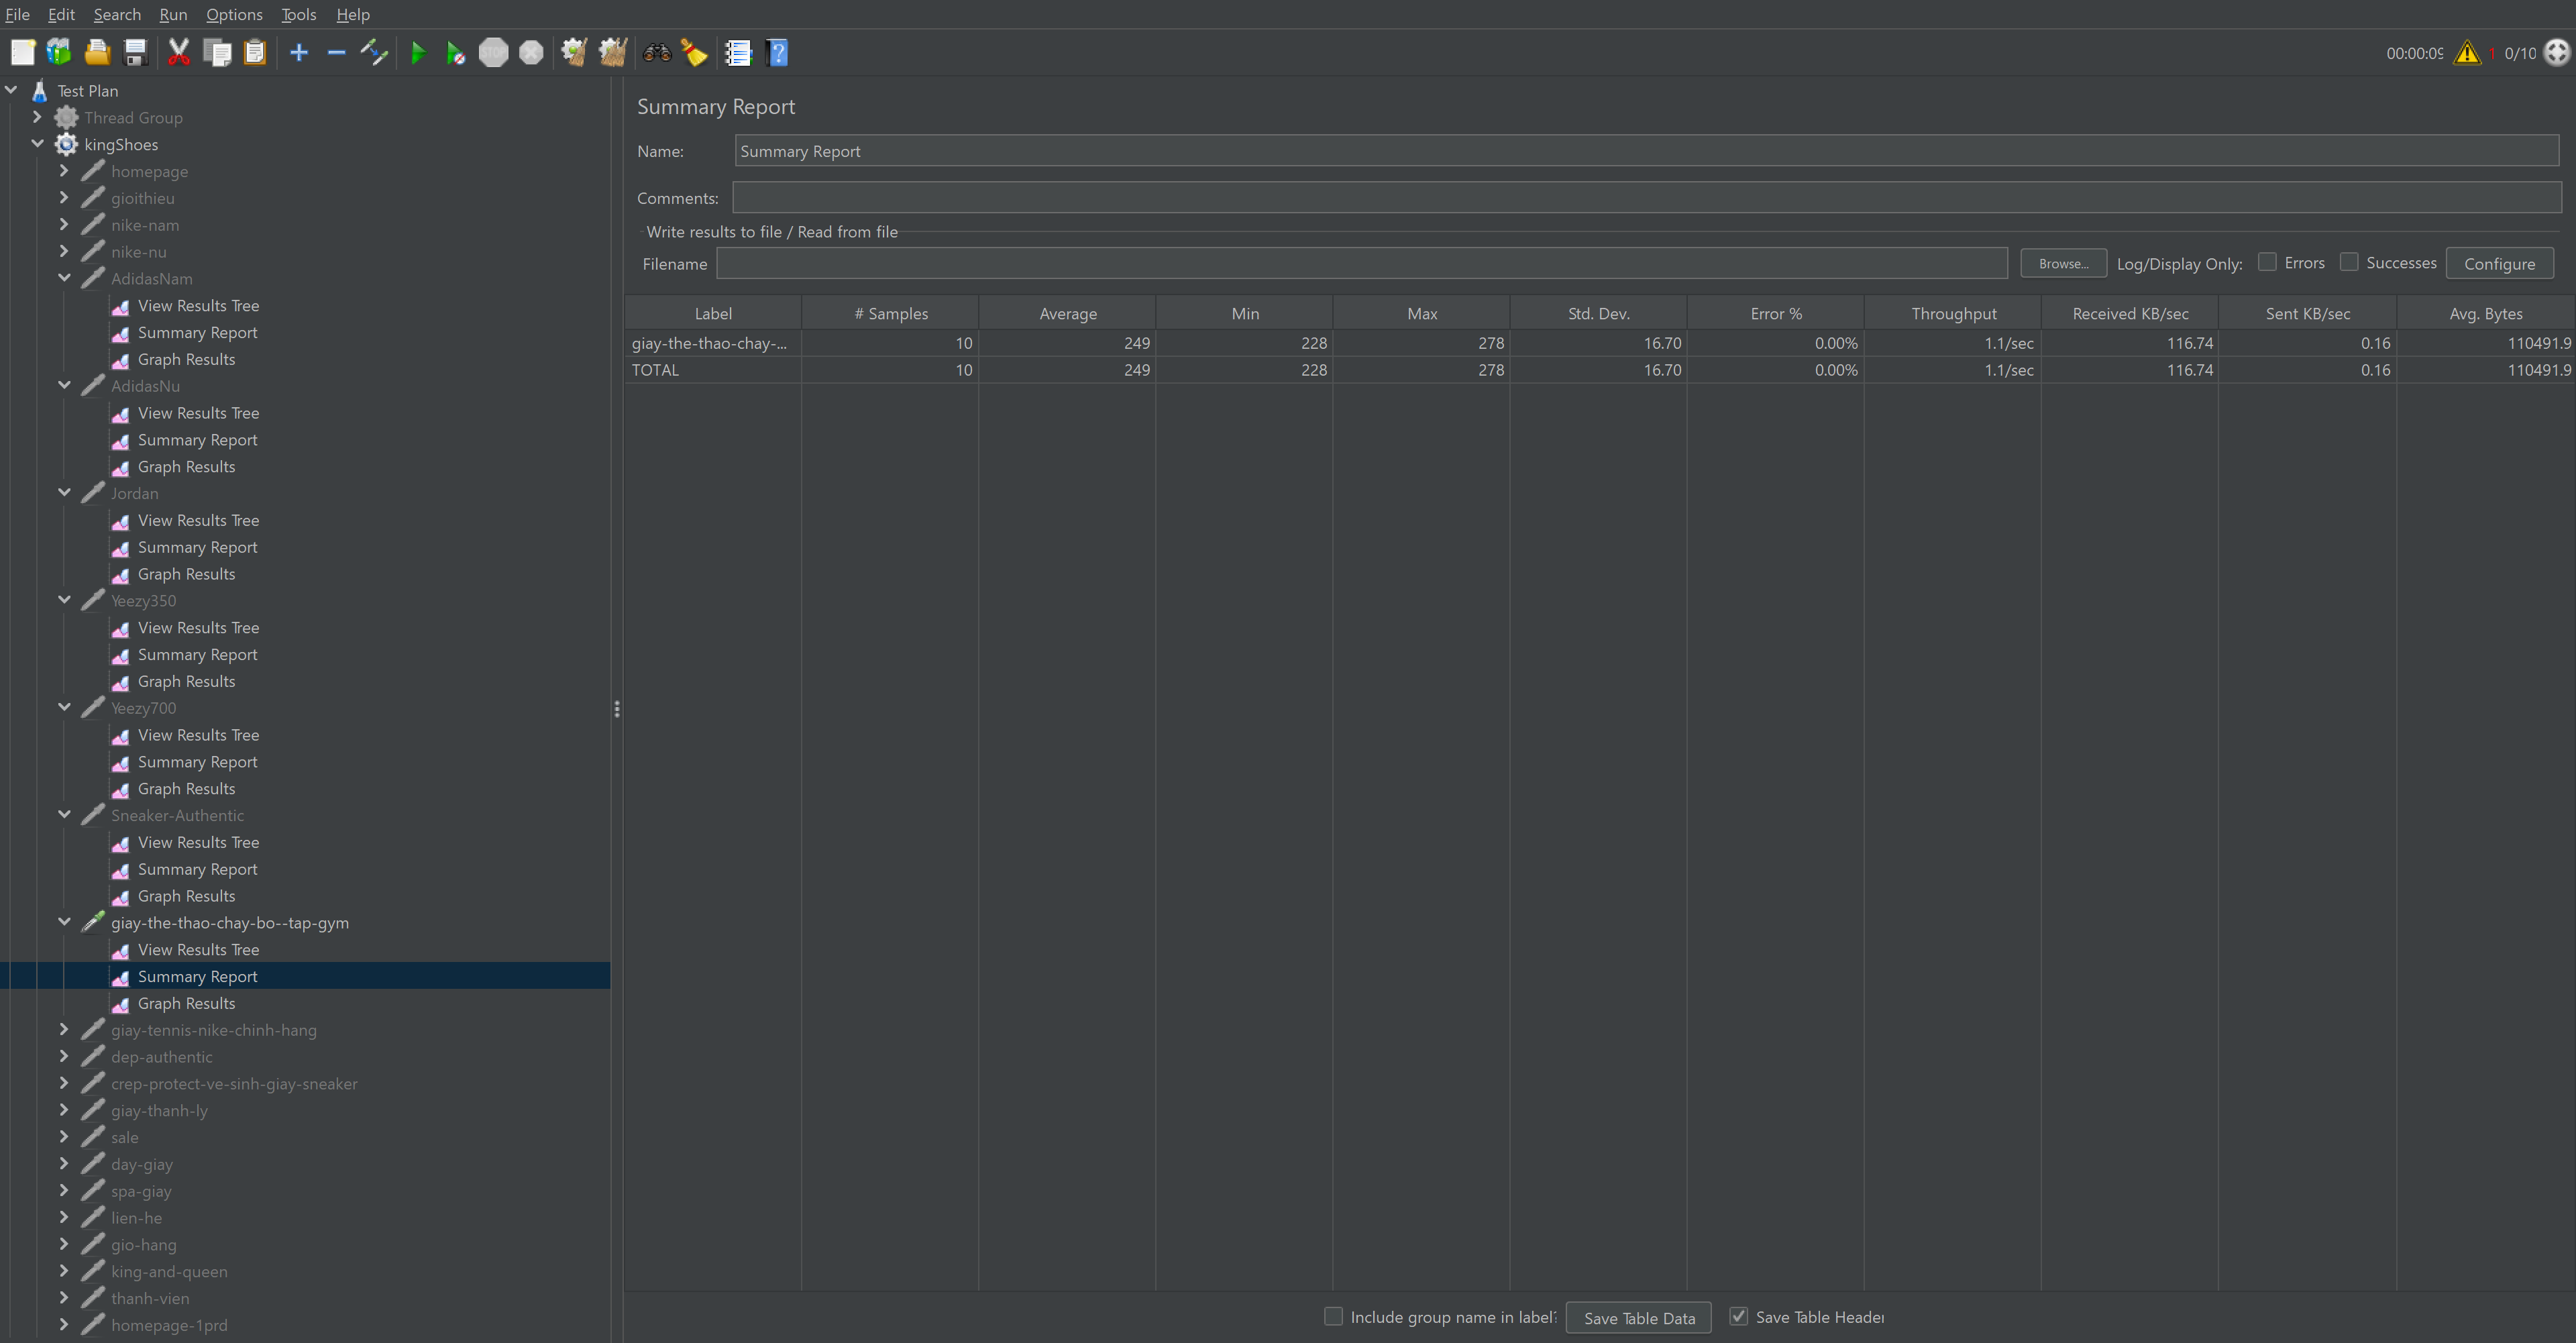 File Edit Search Run Options Tools Help
00:00:09 1 0/10
Test Plan
Thread Group
kingShoes
homepage
gioithieu
nike-nam
nike-nu
AdidasNam
View Results Tree
Summary Report
Graph Results
AdidasNu
View Results Tree
Summary Report
Graph Results
Jordan
View Results Tree
Summary Report
Graph Results
Yeezy350
View Results Tree
Summary Report
Graph Results
Yeezy700
View Results Tree
Summary Report
Graph Results
Sneaker-Authentic
View Results Tree
Summary Report
Graph Results
giay-the-thao-chay-bo--tap-gym
View Results Tree
Summary Report
Graph Results
giay-tennis-nike-chinh-hang
dep-authentic
crep-protect-ve-sinh-giay-sneaker
giay-thanh-ly
sale
day-giay
spa-giay
lien-he
gio-hang
king-and-queen
thanh-vien
homepage-1prd
Summary Report
Name: Summary Report
Comments:
Write results to file / Read from file
Filename Browse... Log/Display Only: Errors Successes Configure
Label # Samples Average Min Max Std. Dev. Error % Throughput Received KB/sec Sent KB/sec Avg. Bytes
giay-the-thao-chay-... 10 249 228 278 16.70 0.00% 1.1/sec 116.74 0.16 110491.9
TOTAL 10 249 228 278 16.70 0.00% 1.1/sec 116.74 0.16 110491.9
Include group name in label? Save Table Data Save Table Header